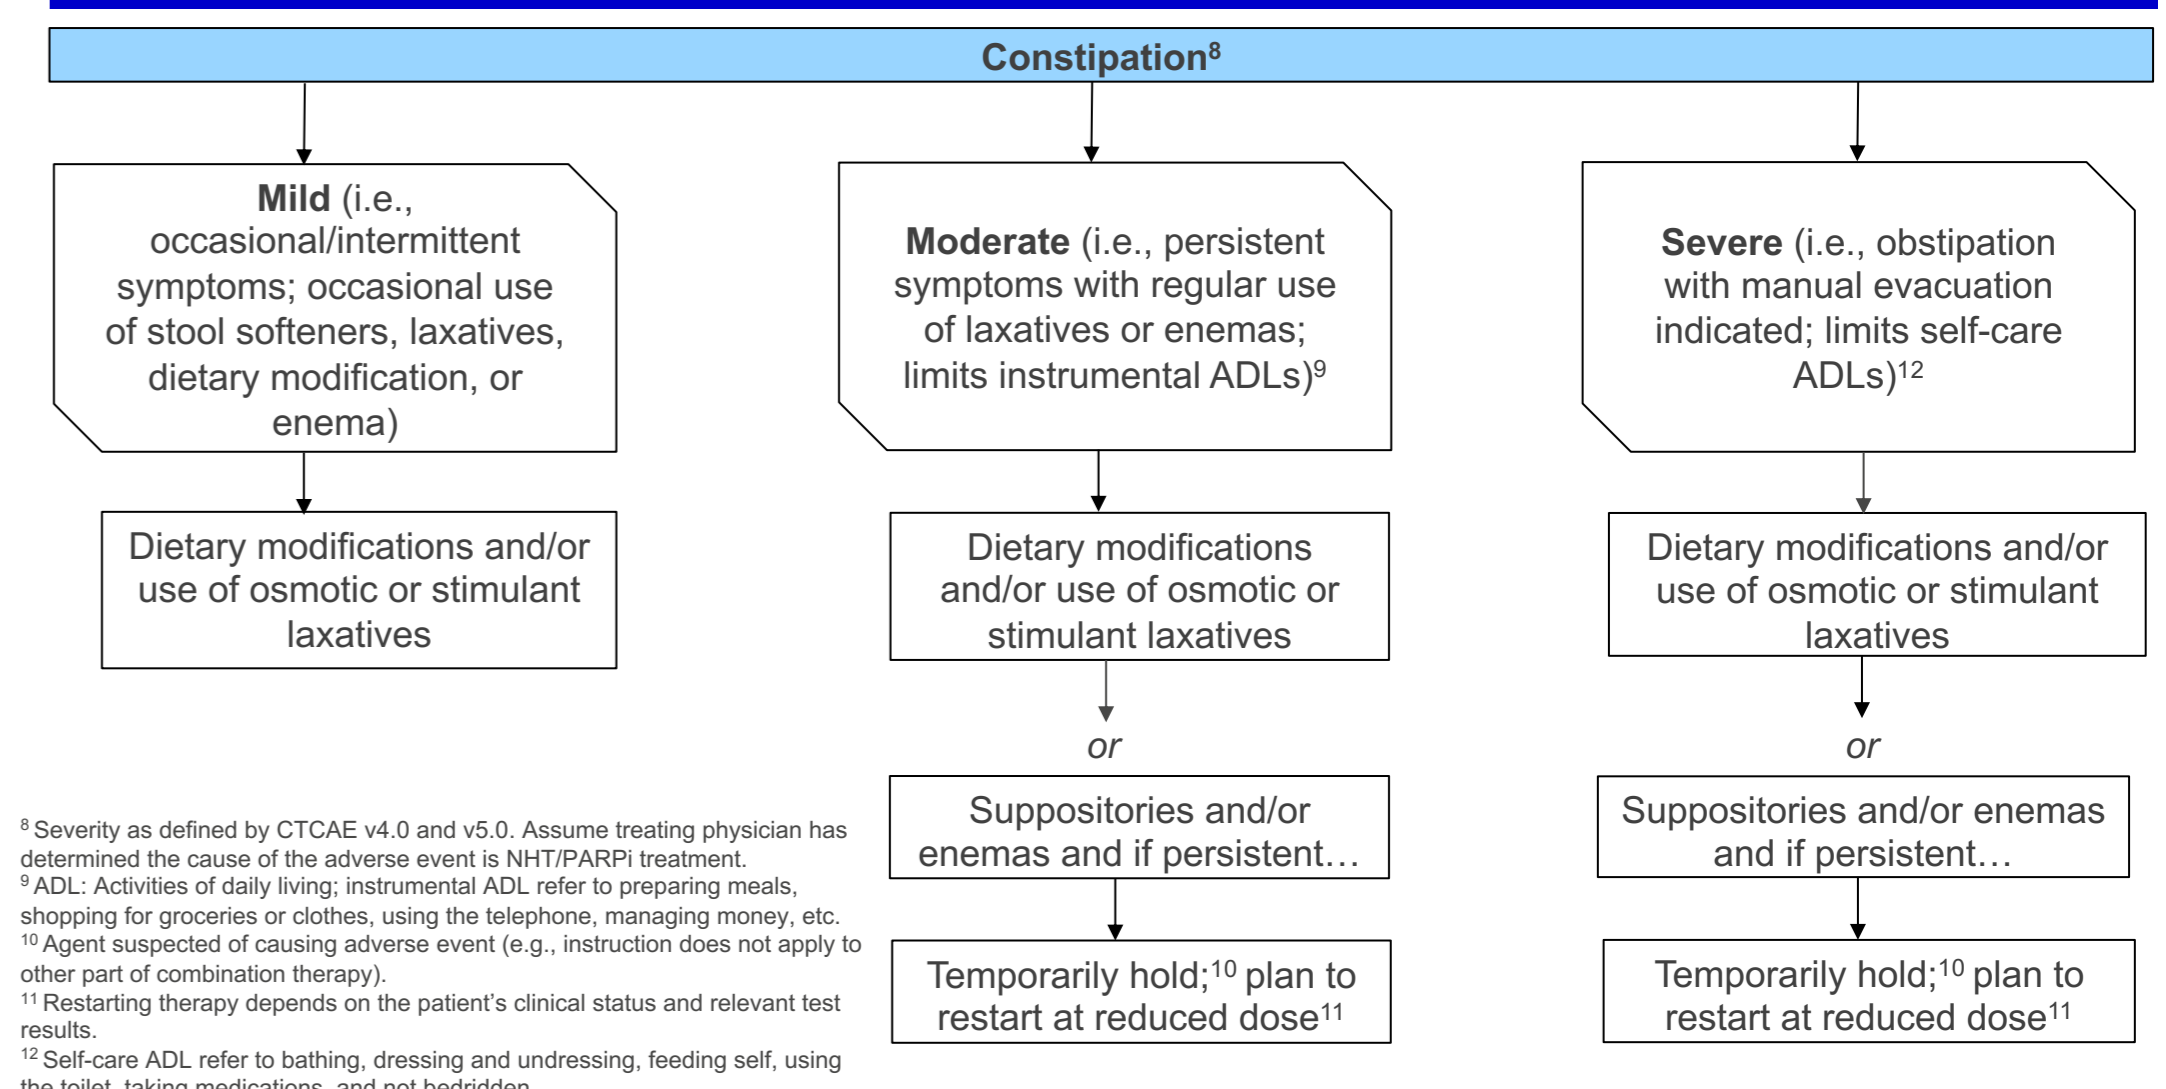 Constipation⁸
Mild (i.e.,
occasional/intermittent
symptoms; occasional use
of stool softeners, laxatives,
dietary modification, or
enema)
Dietary modifications and/or
use of osmotic or stimulant
laxatives
Moderate (i.e., persistent
symptoms with regular use
of laxatives or enemas;
limits instrumental ADLs)⁹
Dietary modifications
and/or use of osmotic or
stimulant laxatives
or
Suppositories and/or
enemas and if persistent…
Temporarily hold;¹⁰ plan to
restart at reduced dose¹¹
Severe (i.e., obstipation
with manual evacuation
indicated; limits self-care
ADLs)¹²
Dietary modifications and/or
use of osmotic or stimulant
laxatives
or
Suppositories and/or enemas
and if persistent…
Temporarily hold;¹⁰ plan to
restart at reduced dose¹¹
⁸ Severity as defined by CTCAE v4.0 and v5.0. Assume treating physician has
determined the cause of the adverse event is NHT/PARPi treatment.
⁹ ADL: Activities of daily living; instrumental ADL refer to preparing meals,
shopping for groceries or clothes, using the telephone, managing money, etc.
¹⁰ Agent suspected of causing adverse event (e.g., instruction does not apply to
other part of combination therapy).
¹¹ Restarting therapy depends on the patient’s clinical status and relevant test
results.
¹² Self-care ADL refer to bathing, dressing and undressing, feeding self, using
the toilet, taking medications, and not bedridden